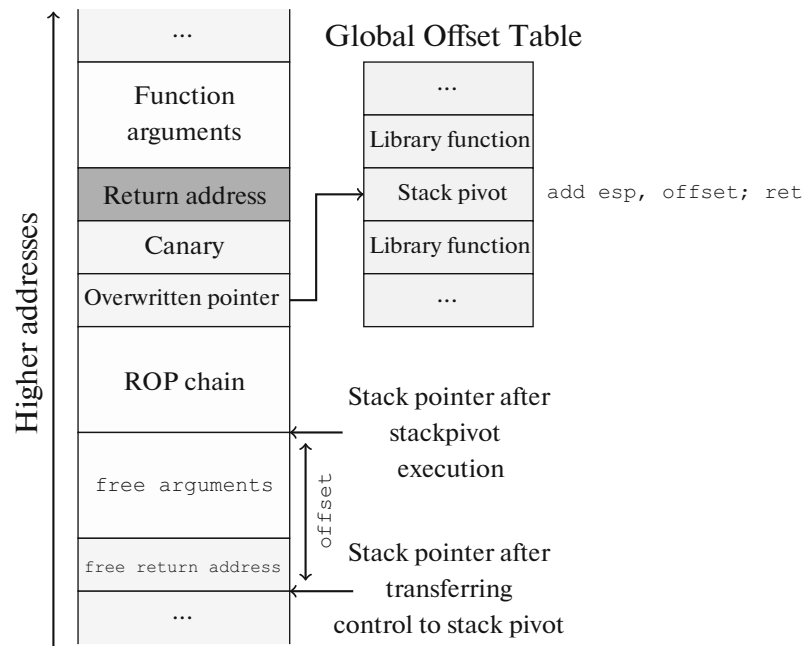 Higher addresses
...
Function
arguments
Return address
Canary
Overwritten pointer
ROP chain
free arguments
free return address
...
Global Offset Table
...
Library function
Stack pivot
Library function
...
add esp, offset; ret
Stack pointer after
stackpivot
execution
offset
Stack pointer after
transferring
control to stack pivot